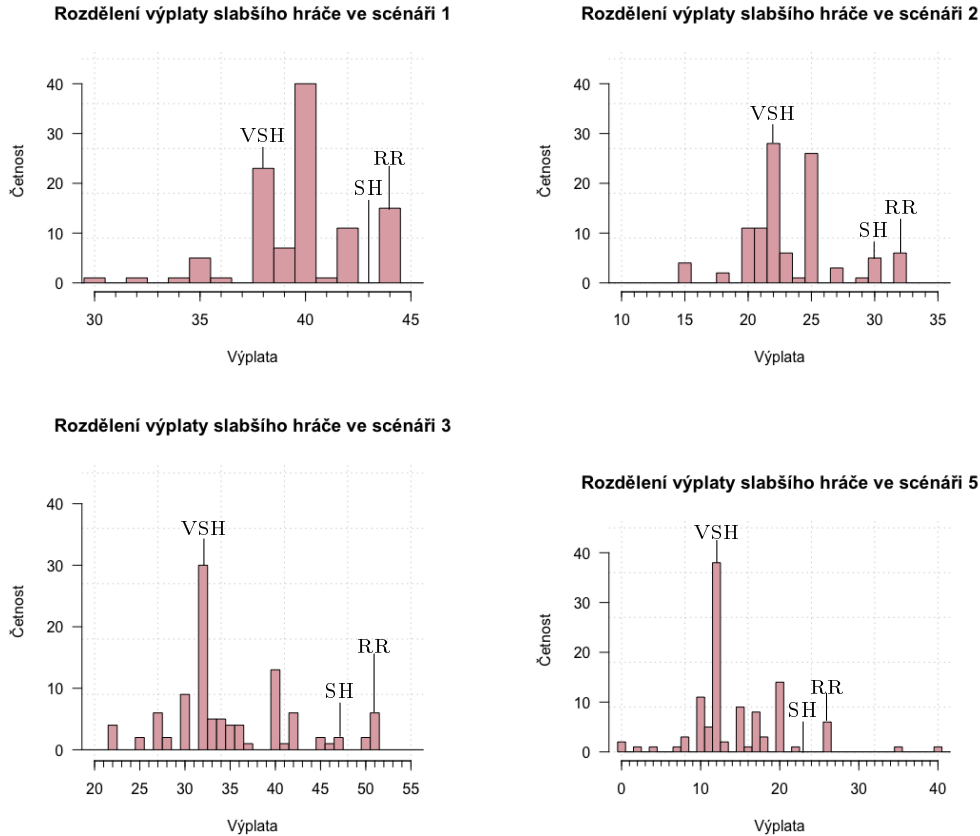 Rozdělení výplaty slabšího hráče ve scénáři 1
Četnost
40
30
20
10
0
VSH
SH
RR
30 35 40 45
Výplata
Rozdělení výplaty slabšího hráče ve scénáři 2
Četnost
40
30
20
10
0
VSH
SH
RR
10 15 20 25 30 35
Výplata
Rozdělení výplaty slabšího hráče ve scénáři 3
Četnost
40
30
20
10
0
VSH
SH
RR
20 25 30 35 40 45 50 55
Výplata
Rozdělení výplaty slabšího hráče ve scénáři 5
Četnost
40
30
20
10
0
VSH
SH
RR
0 10 20 30 40
Výplata